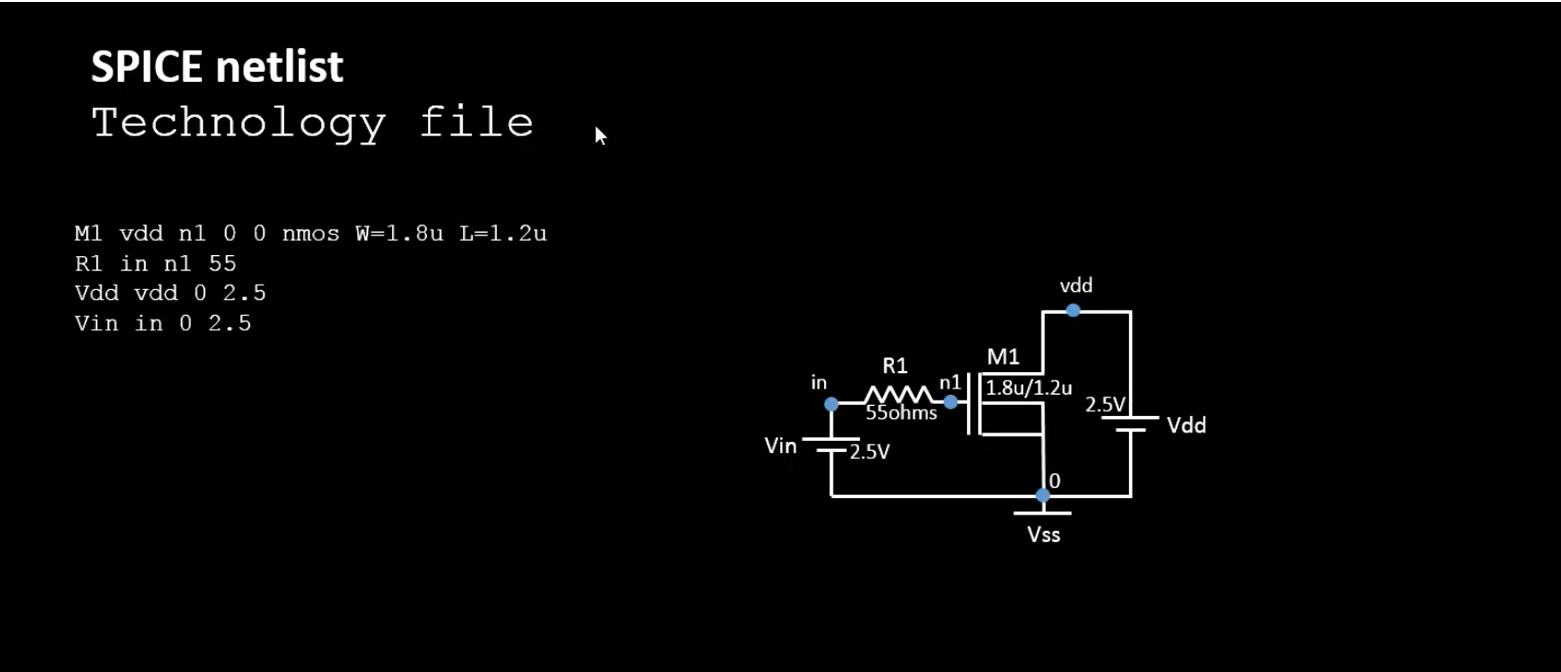 SPICE netlist
Technology file
M1 vdd n1 0 0 nmos W=1.8u L=1.2u
R1 in n1 55
Vdd vdd 0 2.5
Vin in 0 2.5
vdd
R1
M1
in
n1
1.8u/1.2u
55ohms
2.5V
Vdd
Vin
2.5V
0
Vss